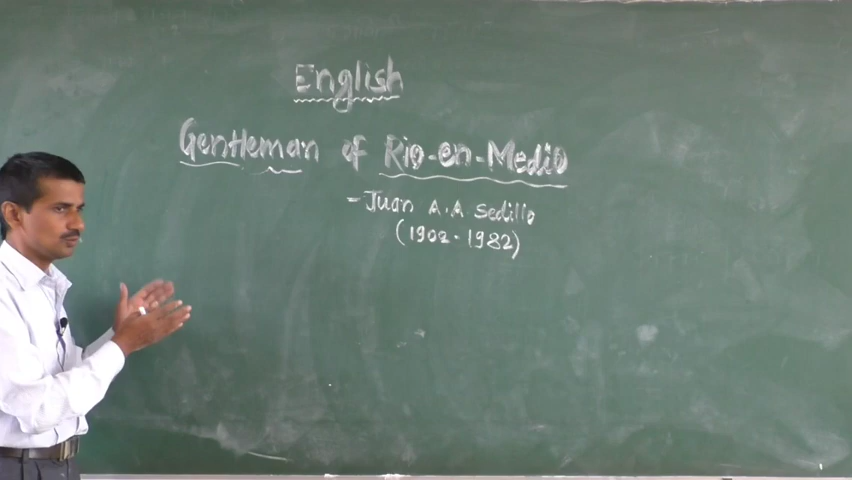 English
Gentleman of Rio-en-Medio
- Juan A.A Sedillo
(1902-1982)